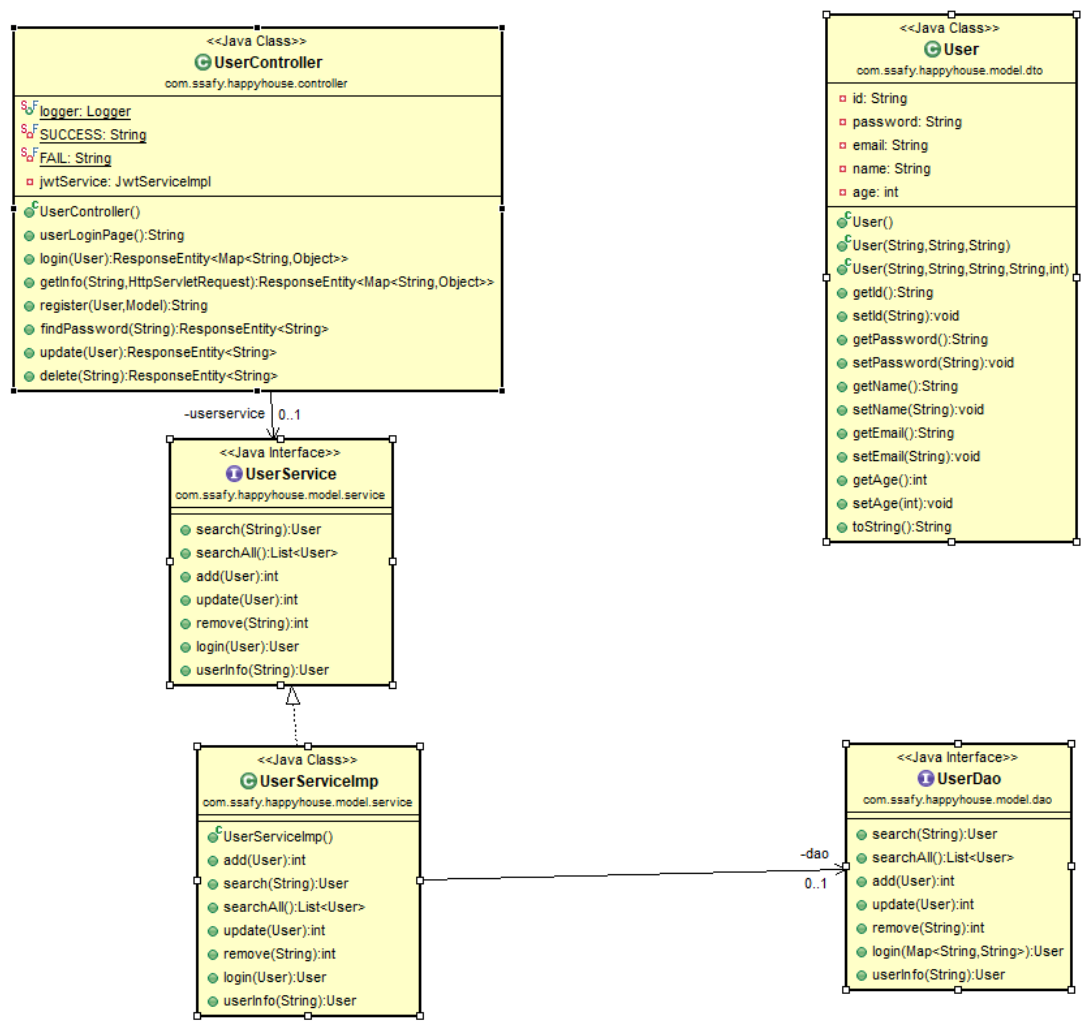 <<Java Class>>
UserController
com.ssafy.happyhouse.controller
logger: Logger
SUCCESS: String
FAIL: String
jwtService: JwtServiceImpl
UserController()
userLoginPage():String
login(User):ResponseEntity<Map<String,Object>>
getInfo(String,HttpServletRequest):ResponseEntity<Map<String,Object>>
register(User,Model):String
findPassword(String):ResponseEntity<String>
update(User):ResponseEntity<String>
delete(String):ResponseEntity<String>
-userservice 0..1
<<Java Interface>>
UserService
com.ssafy.happyhouse.model.service
search(String):User
searchAll():List<User>
add(User):int
update(User):int
remove(String):int
login(User):User
userInfo(String):User
<<Java Class>>
UserServiceImp
com.ssafy.happyhouse.model.service
UserServiceImp()
add(User):int
search(String):User
searchAll():List<User>
update(User):int
remove(String):int
login(User):User
userInfo(String):User
-dao
0..1
<<Java Class>>
User
com.ssafy.happyhouse.model.dto
id: String
password: String
email: String
name: String
age: int
User()
User(String,String,String)
User(String,String,String,String,int)
getId():String
setId(String):void
getPassword():String
setPassword(String):void
getName():String
setName(String):void
getEmail():String
setEmail(String):void
getAge():int
setAge(int):void
toString():String
<<Java Interface>>
UserDao
com.ssafy.happyhouse.model.dao
search(String):User
searchAll():List<User>
add(User):int
update(User):int
remove(String):int
login(Map<String,String>):User
userInfo(String):User